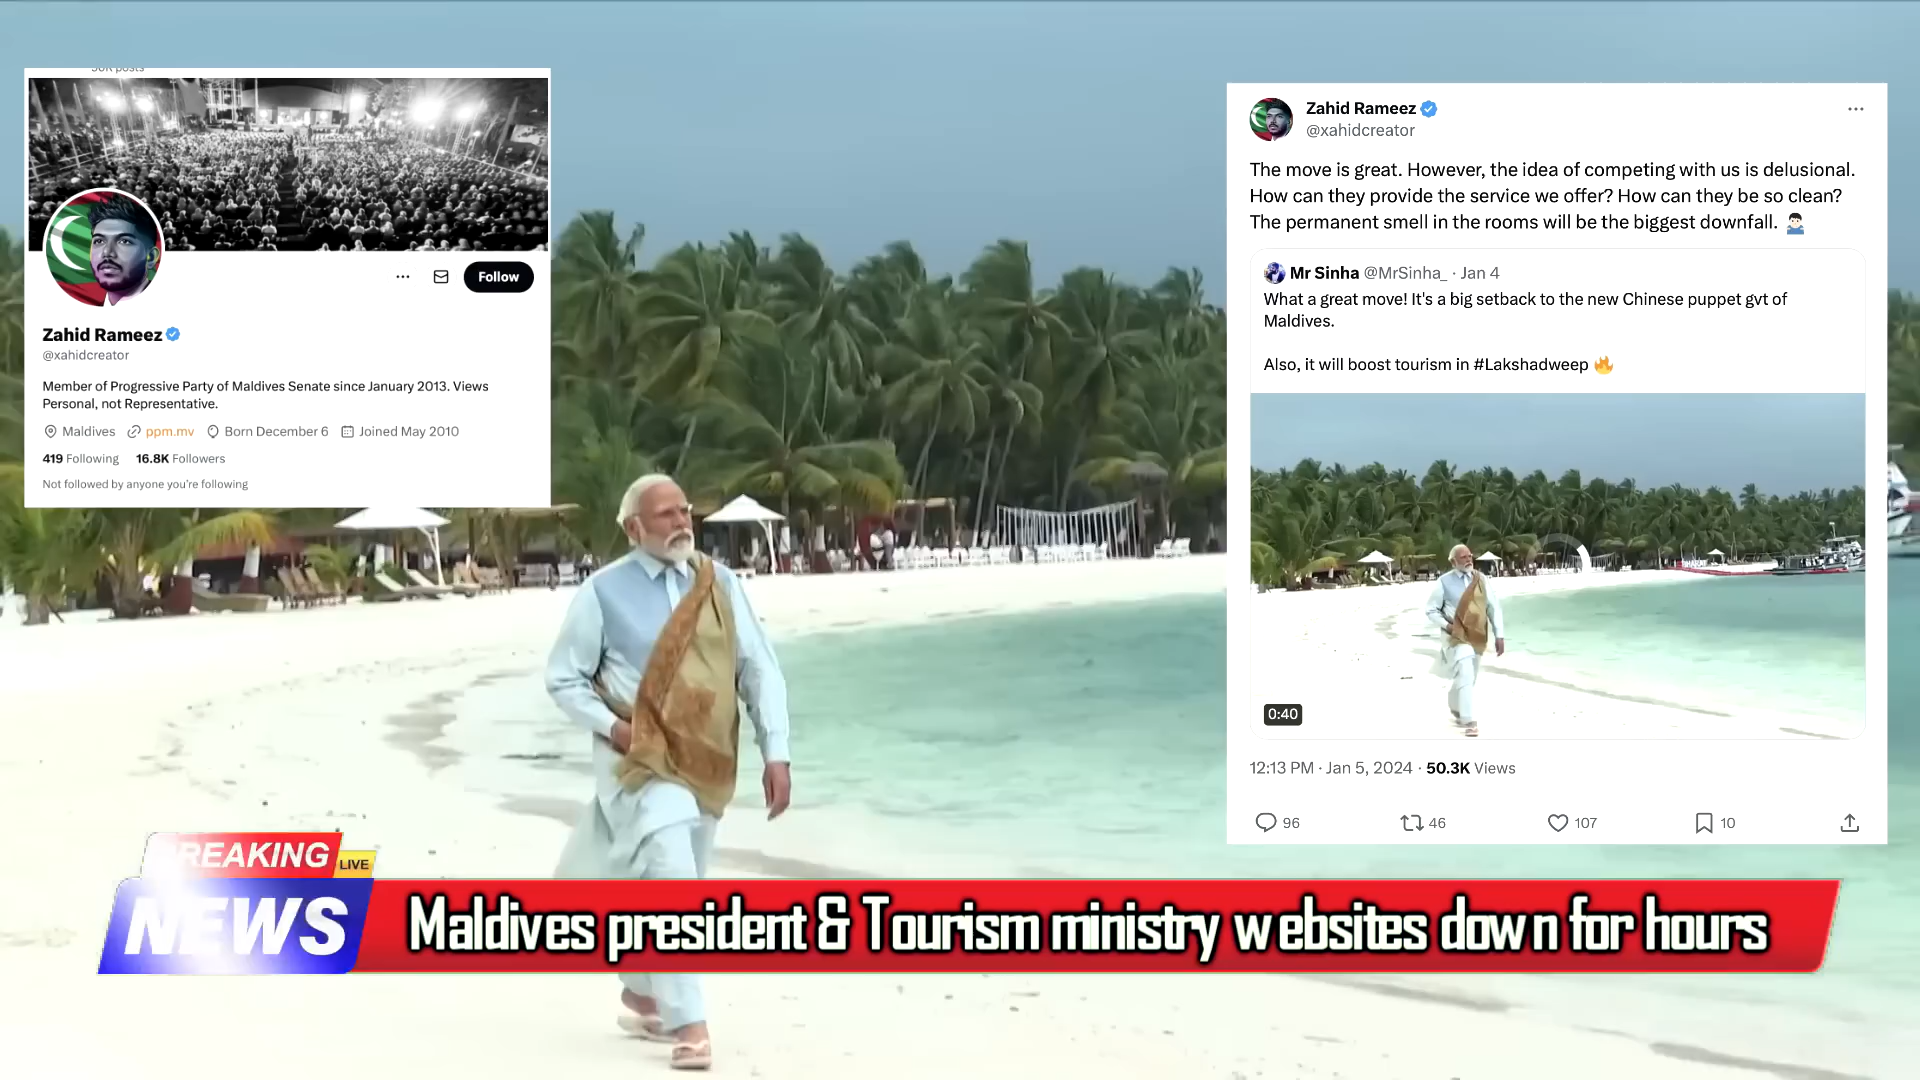 50K posts
Follow
Zahid Rameez
@xahidcreator
Member of Progressive Party of Maldives Senate since January 2013. Views
Personal, not Representative.
Maldives ppm.mv Born December 6 Joined May 2010
419 Following 16.8K Followers
Not followed by anyone you're following
Zahid Rameez
@xahidcreator
The move is great. However, the idea of competing with us is delusional.
How can they provide the service we offer? How can they be so clean?
The permanent smell in the rooms will be the biggest downfall. 🤷🏻‍♂️
Mr Sinha @MrSinha_ · Jan 4
What a great move! It's a big setback to the new Chinese puppet gvt of
Maldives.
Also, it will boost tourism in #Lakshadweep 🔥
0:40
12:13 PM · Jan 5, 2024 · 50.3K Views
96 46 107 10
BREAKING
LIVE
NEWS
Maldives president & Tourism ministry websites down for hours